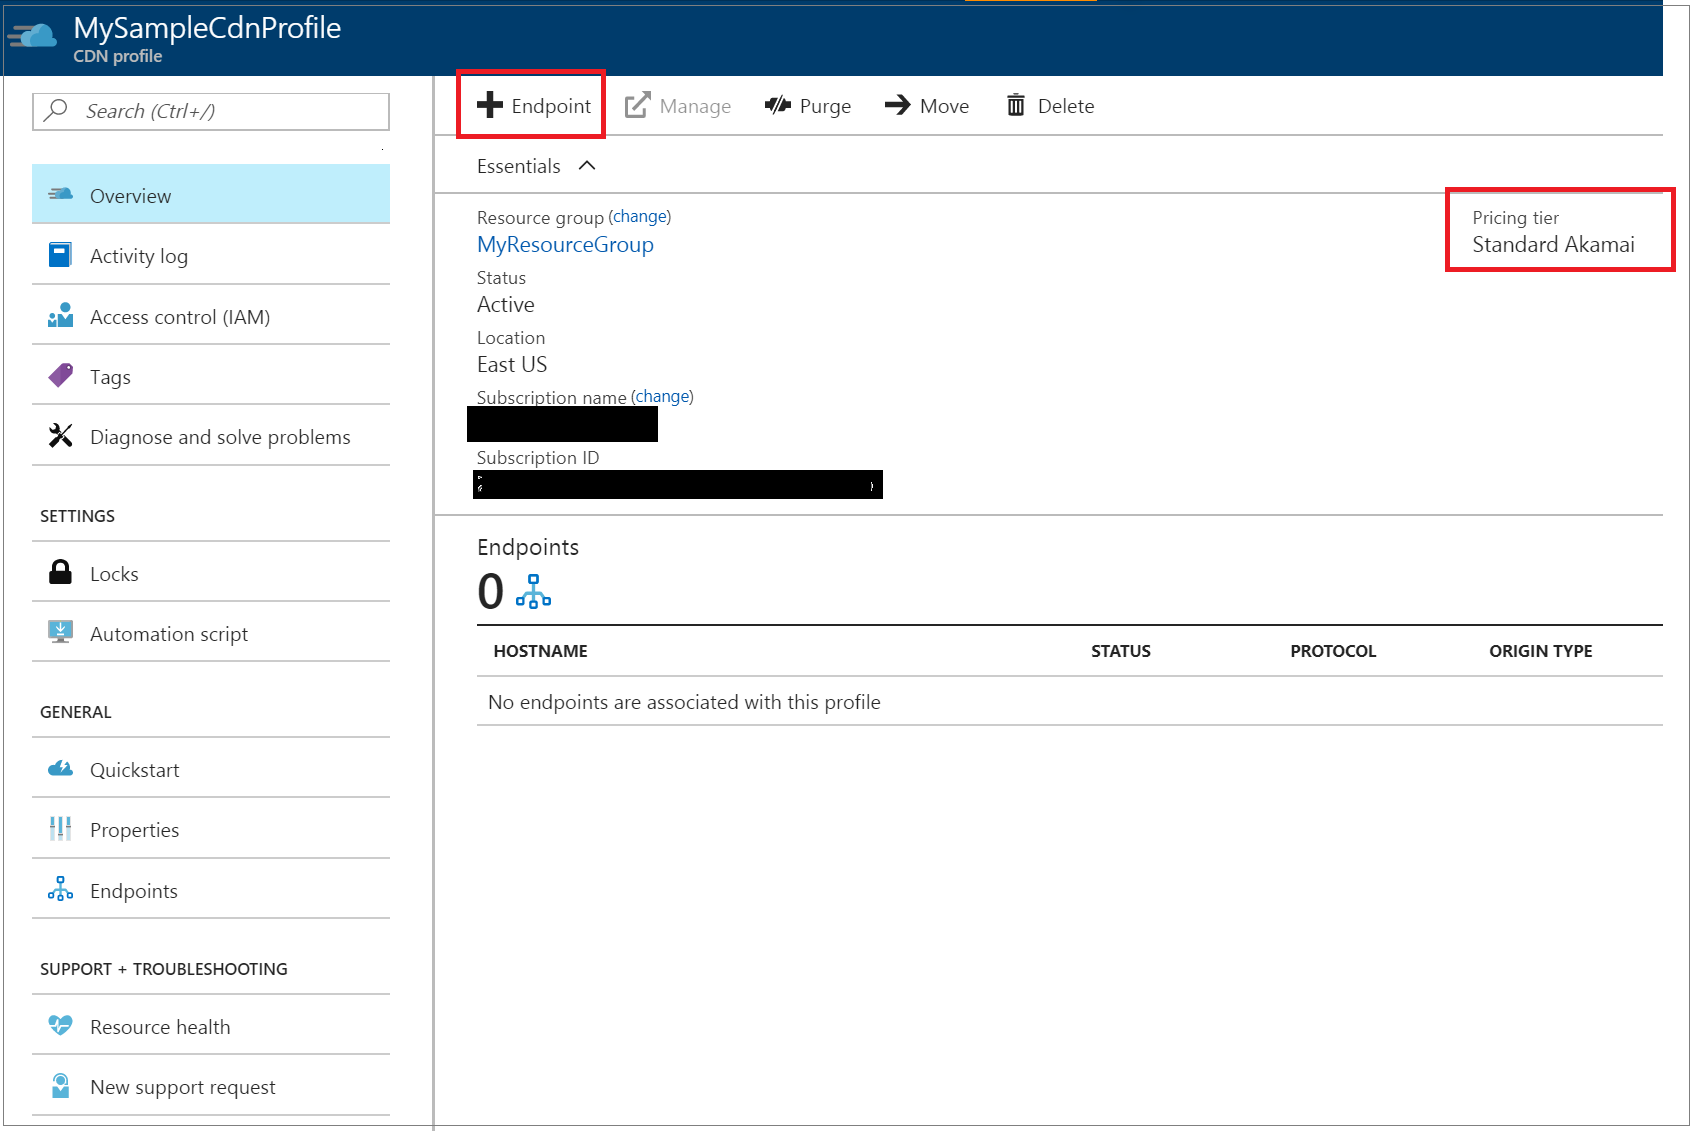 MySampleCdnProfile
CDN profile
Search (Ctrl+/)
Overview
Activity log
Access control (IAM)
Tags
Diagnose and solve problems
SETTINGS
Locks
Automation script
GENERAL
Quickstart
Properties
Endpoints
SUPPORT + TROUBLESHOOTING
Resource health
New support request
Endpoint Manage Purge Move Delete
Essentials
Resource group (change)
MyResourceGroup
Status
Active
Location
East US
Subscription name (change)
Subscription ID
Pricing tier
Standard Akamai
Endpoints
0
HOSTNAME STATUS PROTOCOL ORIGIN TYPE
No endpoints are associated with this profile